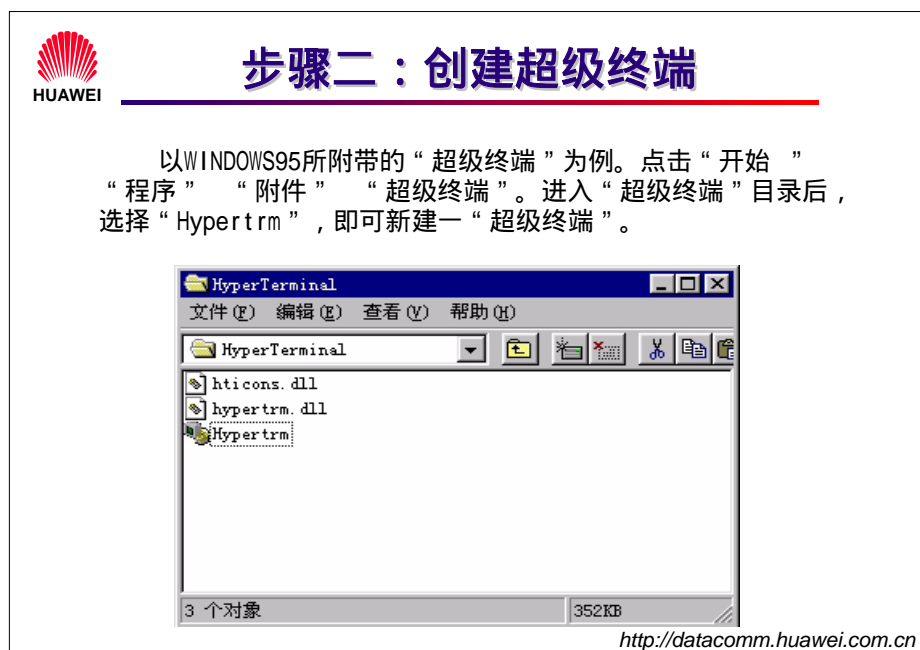 HUAWEI
步骤二：创建超级终端
以WINDOWS95所附带的“超级终端”为例。点击“开始 ”
“程序” “附件” “超级终端”。进入“超级终端”目录后，
选择“Hypertrm”，即可新建一“超级终端”。
HyperTerminal
文件(F) 编辑(E) 查看(V) 帮助(H)
HyperTerminal
hticons.dll
hypertrm.dll
Hypertrm
3 个对象 352KB
http://datacomm.huawei.com.cn